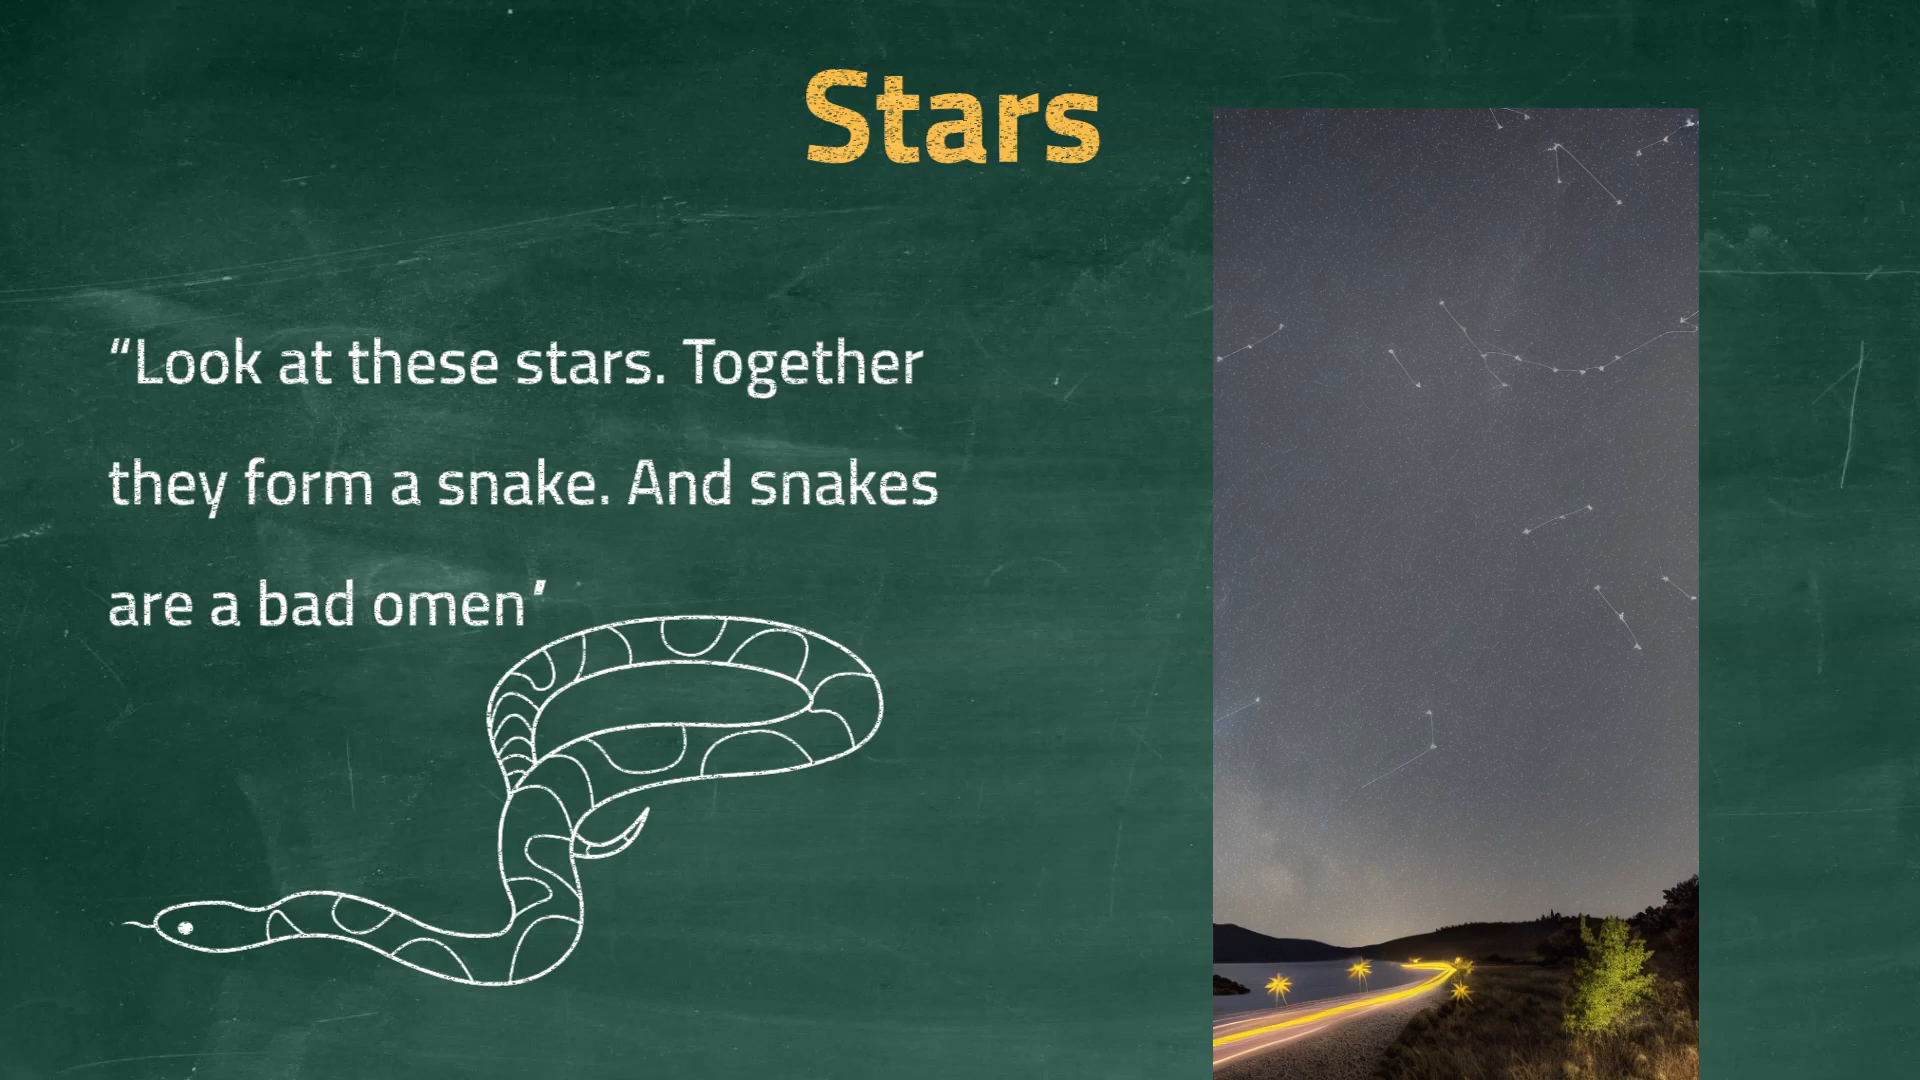 Stars
“Look at these stars. Together
they form a snake. And snakes
are a bad omen’